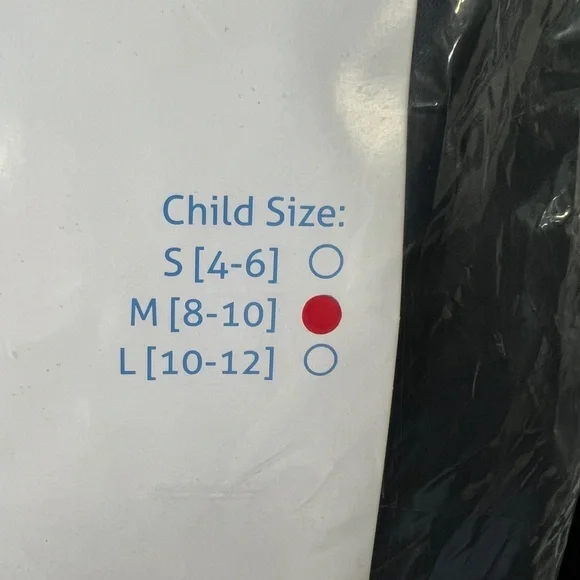 Child Size:
S [4-6]
M [8-10]
L [10-12]